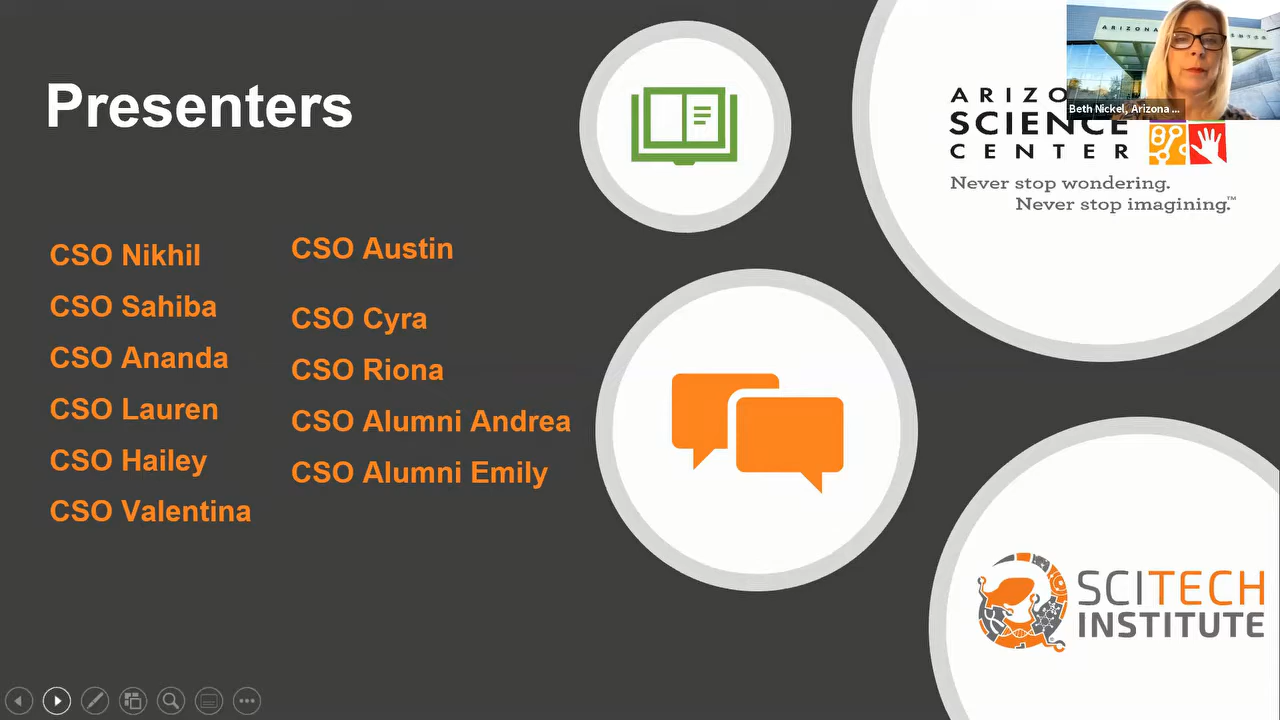 Presenters
CSO Nikhil
CSO Sahiba
CSO Ananda
CSO Lauren
CSO Hailey
CSO Valentina
CSO Austin
CSO Cyra
CSO Riona
CSO Alumni Andrea
CSO Alumni Emily
ARIZO
SCIENCE
CENTER
Never stop wondering.
Never stop imagining.™
ARIZONA
Beth Nickel, Arizona ...
SCITECH
INSTITUTE